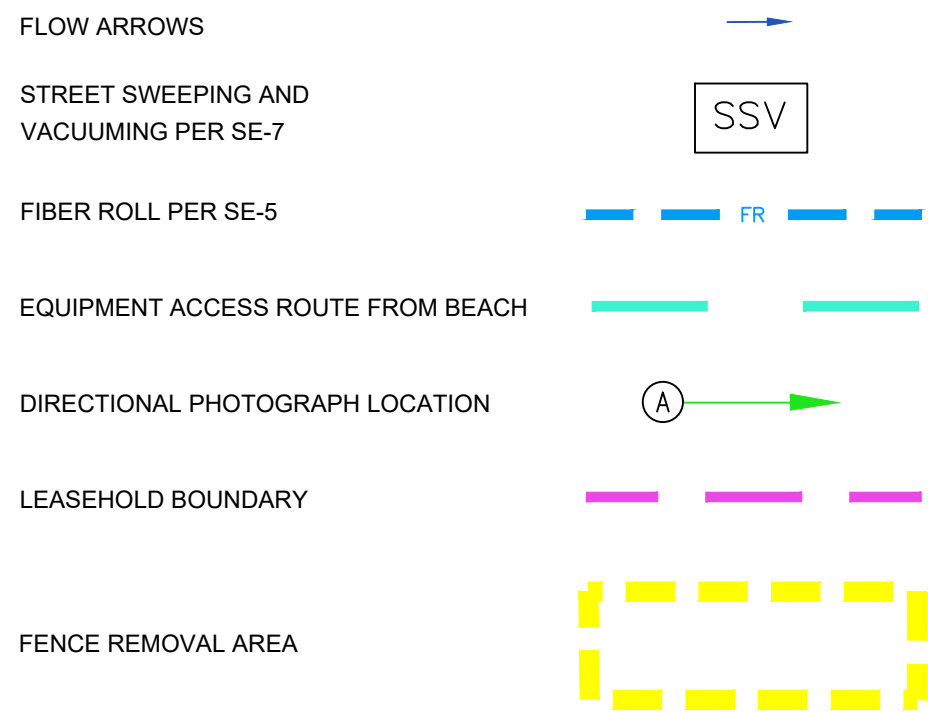 FLOW ARROWS
STREET SWEEPING AND
VACUUMING PER SE-7
SSV
FIBER ROLL PER SE-5
FR
EQUIPMENT ACCESS ROUTE FROM BEACH
DIRECTIONAL PHOTOGRAPH LOCATION
A
LEASEHOLD BOUNDARY
FENCE REMOVAL AREA